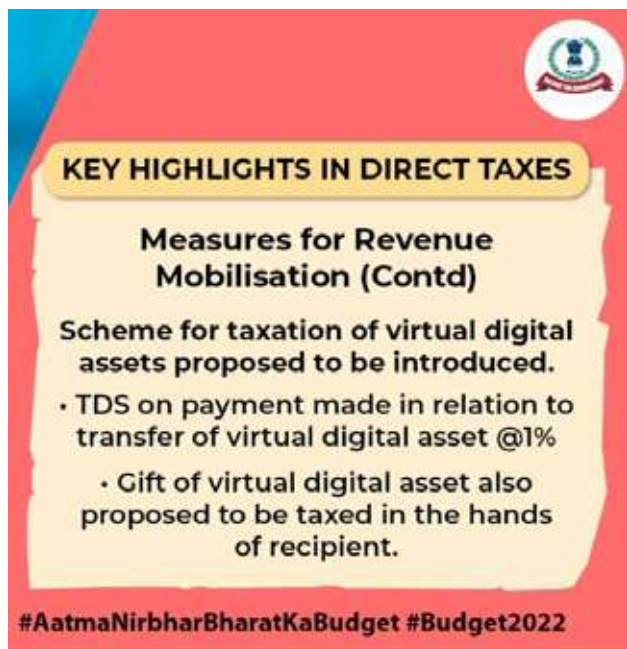 KEY HIGHLIGHTS IN DIRECT TAXES
Measures for Revenue
Mobilisation (Contd)
Scheme for taxation of virtual digital
assets proposed to be introduced.
• TDS on payment made in relation to
transfer of virtual digital asset @1%
• Gift of virtual digital asset also
proposed to be taxed in the hands
of recipient.
#AatmaNirbharBharatKaBudget #Budget2022